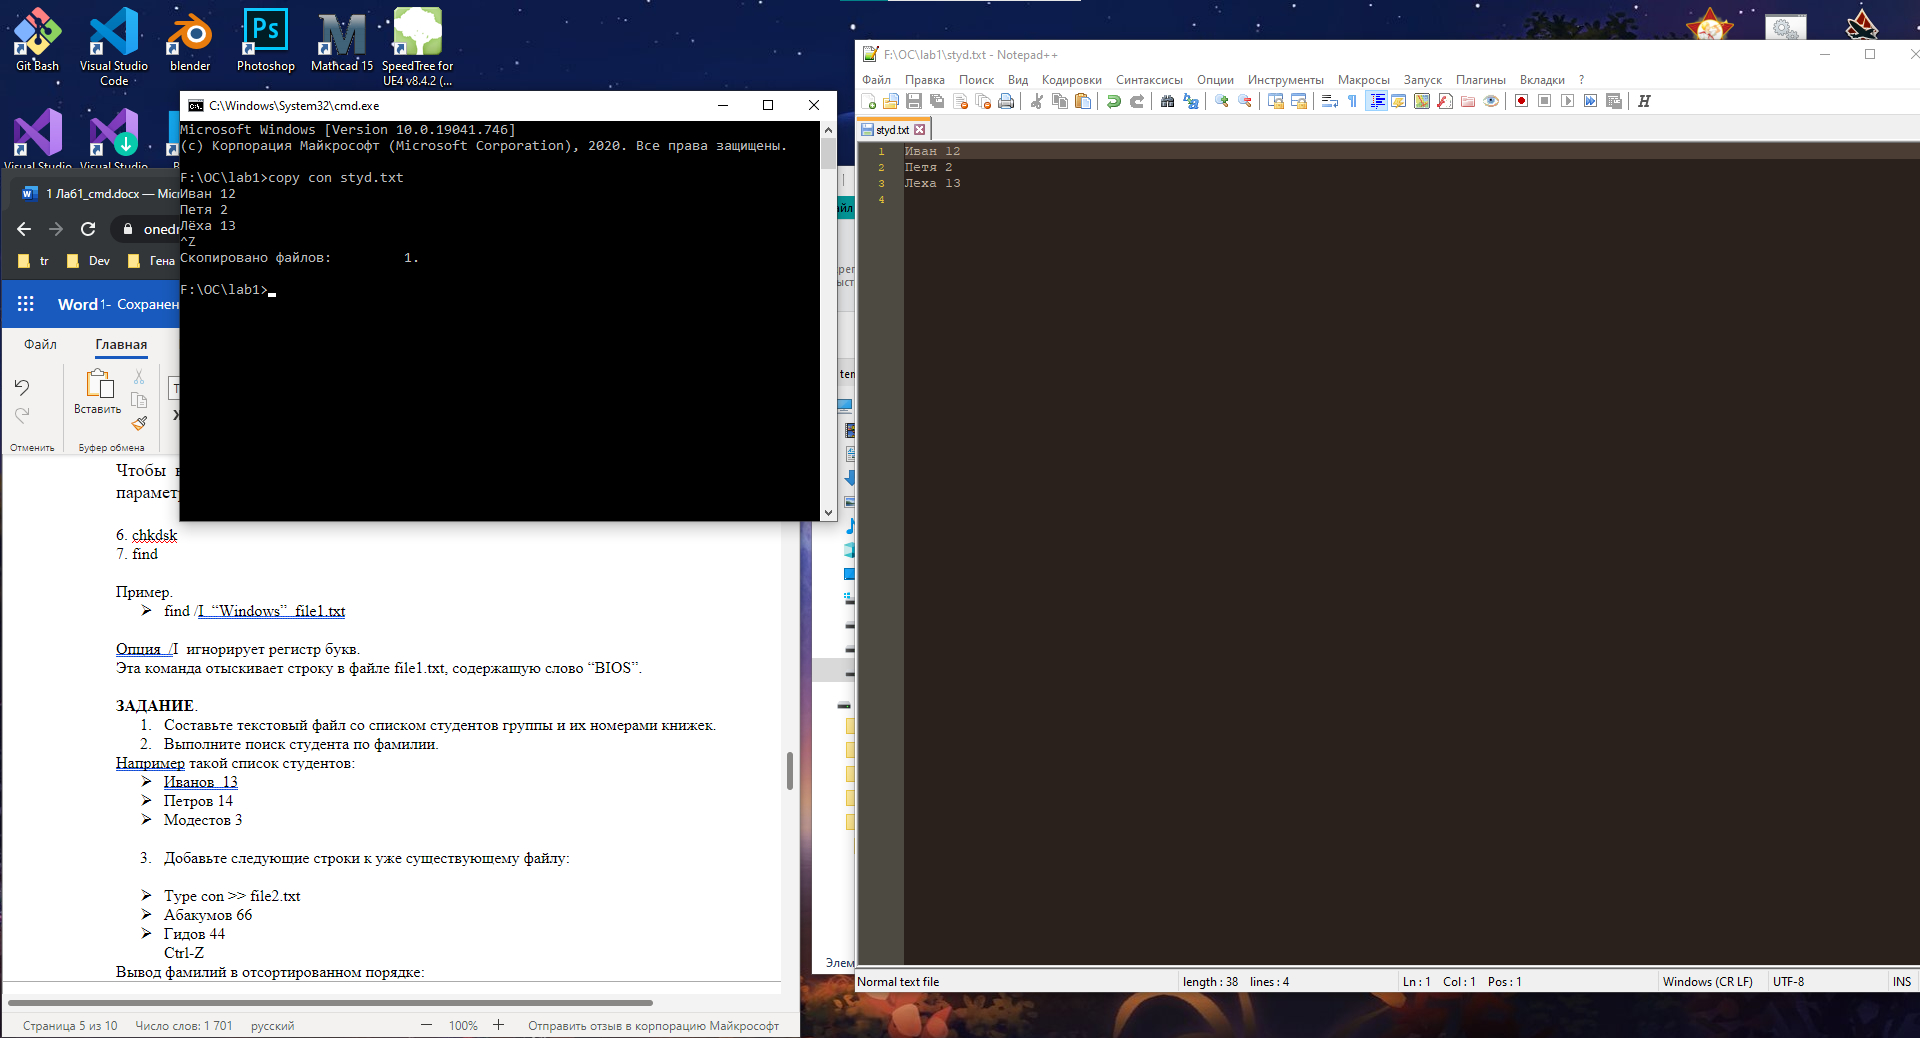 Git Bash
Visual Studio Code
blender
Photoshop
Mathcad 15
SpeedTree for UE4 v8.4.2 (...
Visual Studio
Visual Studio
C:\Windows\System32\cmd.exe
Microsoft Windows [Version 10.0.19041.746]
(c) Корпорация Майкрософт (Microsoft Corporation), 2020. Все права защищены.
F:\OC\lab1>copy con styd.txt
Иван 12
Петя 2
Лёха 13
^Z
Скопировано файлов:         1.
F:\OC\lab1>
1 Лаб1_cmd.docx — Mic
onedr
tr Dev Гена
Word 1- Сохранен
Файл Главная
Вставить
Отменить Буфер обмена
Чтобы
парамет
6. chkdsk
7. find
Пример.
find /I “Windows” file1.txt
Опция /I игнорирует регистр букв.
Эта команда отыскивает строку в файле file1.txt, содержащую слово “BIOS”.
ЗАДАНИЕ.
1. Составьте текстовый файл со списком студентов группы и их номерами книжек.
2. Выполните поиск студента по фамилии.
Например такой список студентов:
Иванов 13
Петров 14
Модестов 3
3. Добавьте следующие строки к уже существующему файлу:
Type con >> file2.txt
Абакумов 66
Гидов 44
Ctrl-Z
Вывод фамилий в отсортированном порядке:
Страница 5 из 10 Число слов: 1 701 русский 100% Отправить отзыв в корпорацию Майкрософт
Элем
F:\OC\lab1\styd.txt - Notepad++
Файл Правка Поиск Вид Кодировки Синтаксисы Опции Инструменты Макросы Запуск Плагины Вкладки ?
styd.txt
1 Иван 12
2 Петя 2
3 Леха 13
4
Normal text file length : 38 lines : 4 Ln : 1 Col : 1 Pos : 1 Windows (CR LF) UTF-8 INS